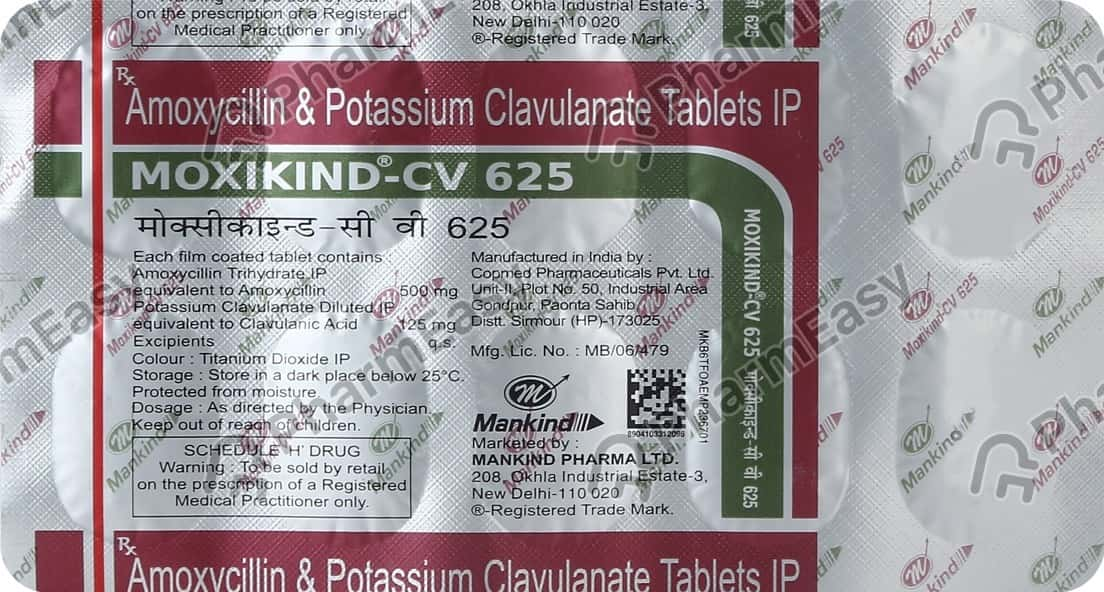 on the prescription of a Registered
Medical Practitioner only.
208, Okhla Industrial Estate-3,
New Delhi-110 020
®-Registered Trade Mark.
625
Rx
Amoxycillin & Potassium Clavulanate Tablets IP
MOXIKIND®-CV 625
मोक्सीकाइन्ड-सी वी 625
Each film coated tablet contains
Amoxycillin Trihydrate IP
equivalent to Amoxycillin 500 mg
Potassium Clavulanate Diluted IP
equivalent to Clavulanic Acid 125 mg
Excipients q.s.
Colour : Titanium Dioxide IP
Storage : Store in a dark place below 25°C.
Protected from moisture.
Dosage : As directed by the Physician.
Keep out of reach of children.
SCHEDULE 'H' DRUG
Warning : To be sold by retail
on the prescription of a Registered
Medical Practitioner only.
Manufactured in India by :
Copmed Pharmaceuticals Pvt. Ltd.
Unit-II, Plot No. 50, Industrial Area
Gondpur, Paonta Sahib,
Distt. Sirmour (HP)-173025
Mfg. Lic. No. : MB/06/479
Mankind
Marketed by :
MANKIND PHARMA LTD.
208, Okhla Industrial Estate-3,
New Delhi-110 020
®-Registered Trade Mark.
MOXIKIND®-CV 625 मोक्सीकाइन्ड-सी वी 625
Rx
Amoxycillin & Potassium Clavulanate Tablets IP
Mankind
Moxikind-CV 625
PharmEasy